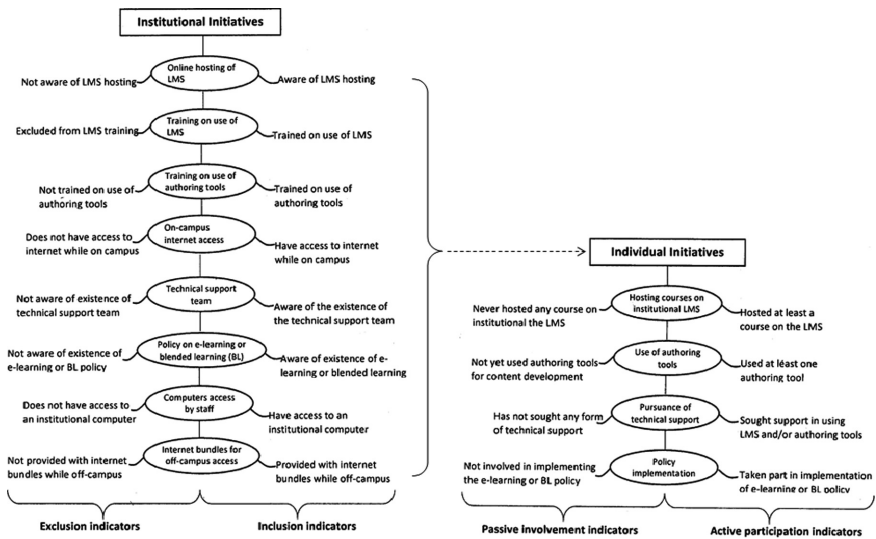 Institutional Initiatives
Online hosting of
LMS
Not aware of LMS hosting
Aware of LMS hosting
Training on use of
LMS
Excluded from LMS training
Trained on use of LMS
Training on use of
authoring tools
Not trained on use of
authoring tools
Trained on use of
authoring tools
On-campus
internet access
Does not have access to
internet while on campus
Have access to internet
while on campus
Technical support
team
Not aware of existence of
technical support team
Aware of the existence of
the technical support team
Policy on e-learning or
blended learning (BL)
Not aware of existence of
e-learning or BL policy
Aware of existence of e-
learning or blended learning
Computers access
by staff
Does not have access to
an institutional computer
Have access to an
institutional computer
Internet bundles for
off-campus access
Not provided with internet
bundles while off-campus
Provided with internet
bundles while off-campus
Exclusion indicators
Inclusion indicators
Individual Initiatives
Hosting courses on
institutional LMS
Never hosted any course on
institutional the LMS
Hosted at least a
course on the LMS
Use of authoring
tools
Not yet used authoring tools
for content development
Used at least one
authoring tool
Pursuance of
technical support
Has not sought any form
of technical support
Sought support in using
LMS and/or authoring tools
Policy
implementation
Not involved in implementing
the e-learning or BL policy
Taken part in implementation
of e-learning or BL policy
Passive involvement indicators
Active participation indicators